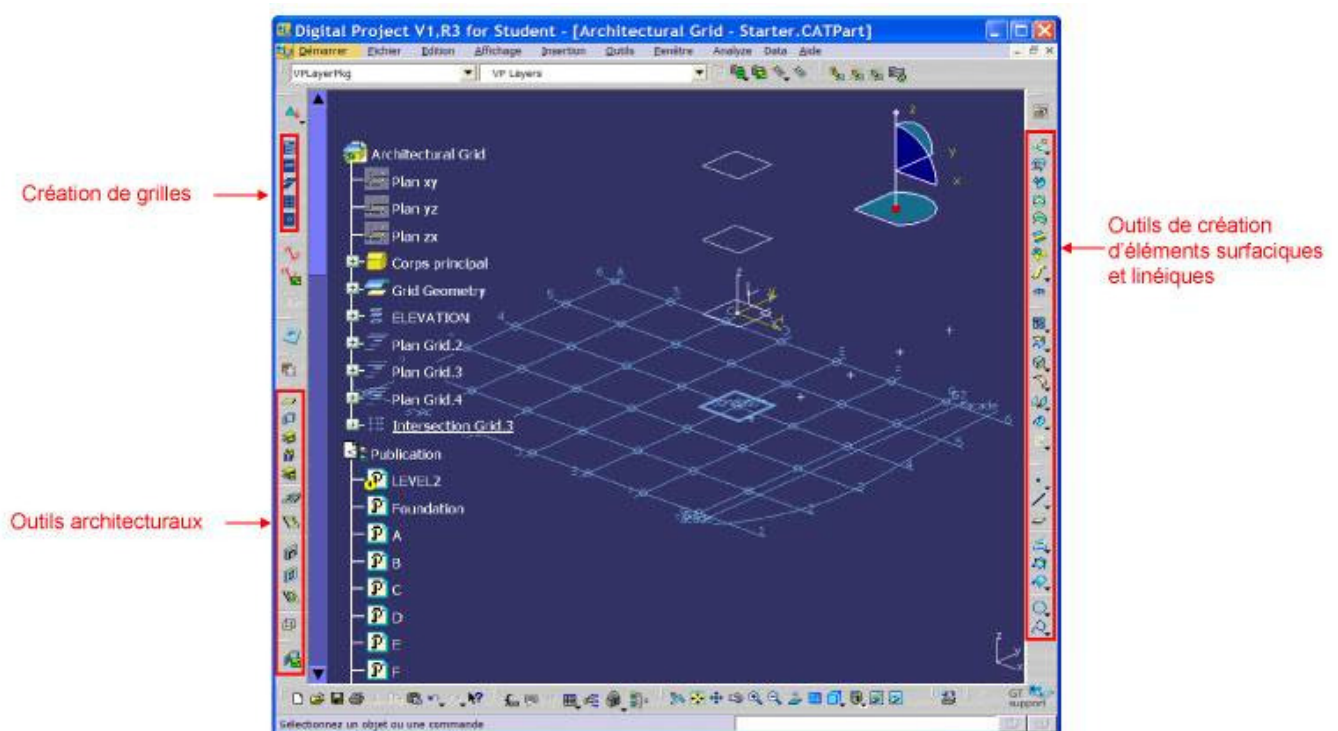 Digital Project V1,R3 for Student - [Architectural Grid - Starter.CATPart]
Démarrer Fichier Edition Affichage Insertion Outils Fenêtre Analyze Data Aide
VPLayerPkg VP Layers
Création de grilles
Outils architecturaux
Outils de création
d'éléments surfaciques
et linéiques
Architectural Grid
Plan xy
Plan yz
Plan zx
Corps principal
Grid Geometry
ELEVATION
Plan Grid.2
Plan Grid.3
Plan Grid.4
Intersection Grid.3
Publication
LEVEL2
Foundation
A
B
C
D
E
F
z
y
x
GT
support
Sélectionnez un objet ou une commande